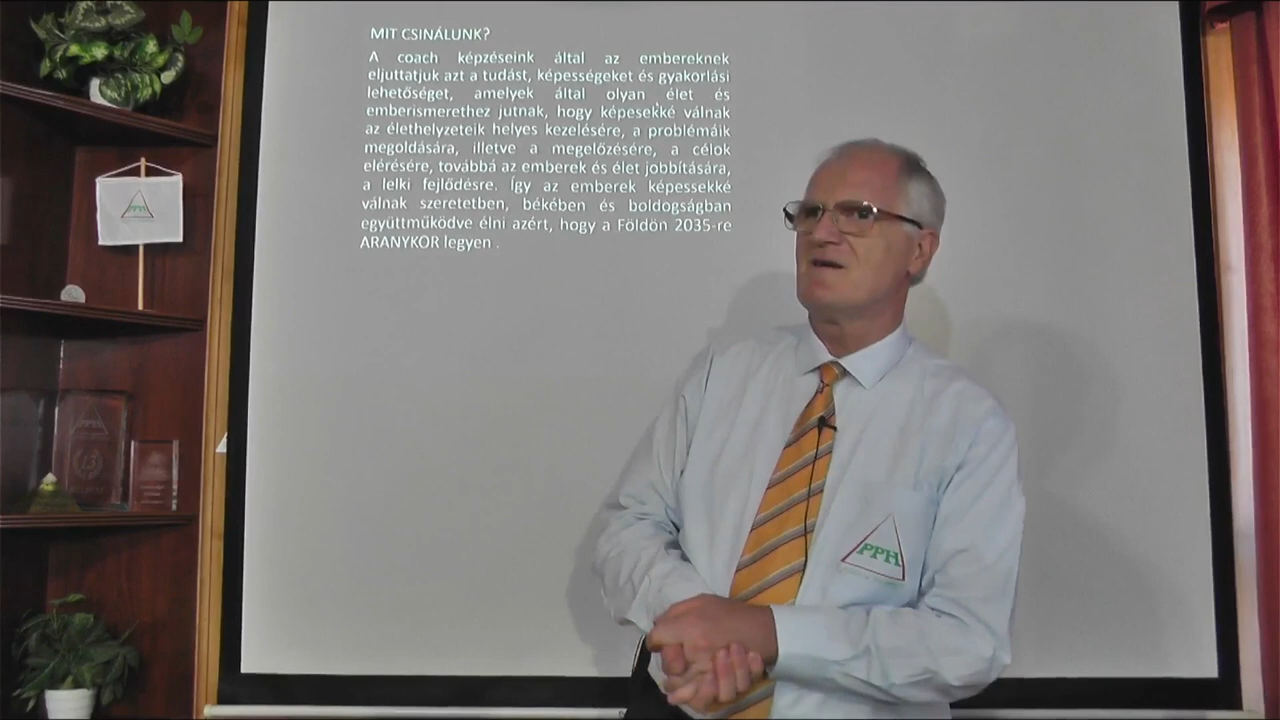 MIT CSINÁLUNK?
A coach képzéseink által az embereknek
eljuttatjuk azt a tudást, képességeket és gyakorlási
lehetőséget, amelyek által olyan élet és
emberismerethez jutnak, hogy képesekké válnak
az élethelyzeteik helyes kezelésére, a problémáik
megoldására, illetve a megelőzésére, a célok
elérésére, továbbá az emberek és élet jobbítására,
a lelki fejlődésre. Így az emberek képessekké
válnak szeretetben, békében és boldogságban
együttműködve élni azért, hogy a Földön 2035-re
ARANYKOR legyen .
PPH
PPH
PPH
13